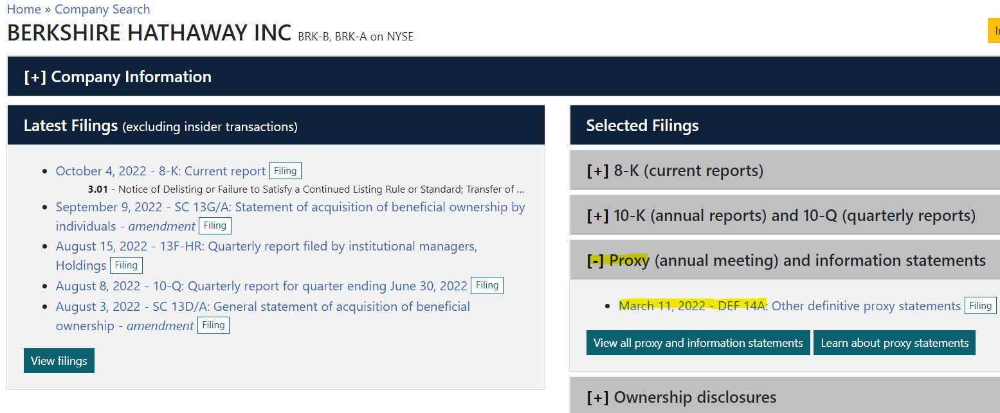 Home » Company Search
BERKSHIRE HATHAWAY INC BRK-B, BRK-A on NYSE
[+] Company Information
Latest Filings (excluding insider transactions)
October 4, 2022 - 8-K: Current report Filing
3.01 - Notice of Delisting or Failure to Satisfy a Continued Listing Rule or Standard; Transfer of ...
September 9, 2022 - SC 13G/A: Statement of acquisition of beneficial ownership by
individuals - amendment Filing
August 15, 2022 - 13F-HR: Quarterly report filed by institutional managers,
Holdings Filing
August 8, 2022 - 10-Q: Quarterly report for quarter ending June 30, 2022 Filing
August 3, 2022 - SC 13D/A: General statement of acquisition of beneficial
ownership - amendment Filing
View filings
Selected Filings
[+] 8-K (current reports)
[+] 10-K (annual reports) and 10-Q (quarterly reports)
[-] Proxy (annual meeting) and information statements
March 11, 2022 - DEF 14A: Other definitive proxy statements Filing
View all proxy and information statements Learn about proxy statements
[+] Ownership disclosures